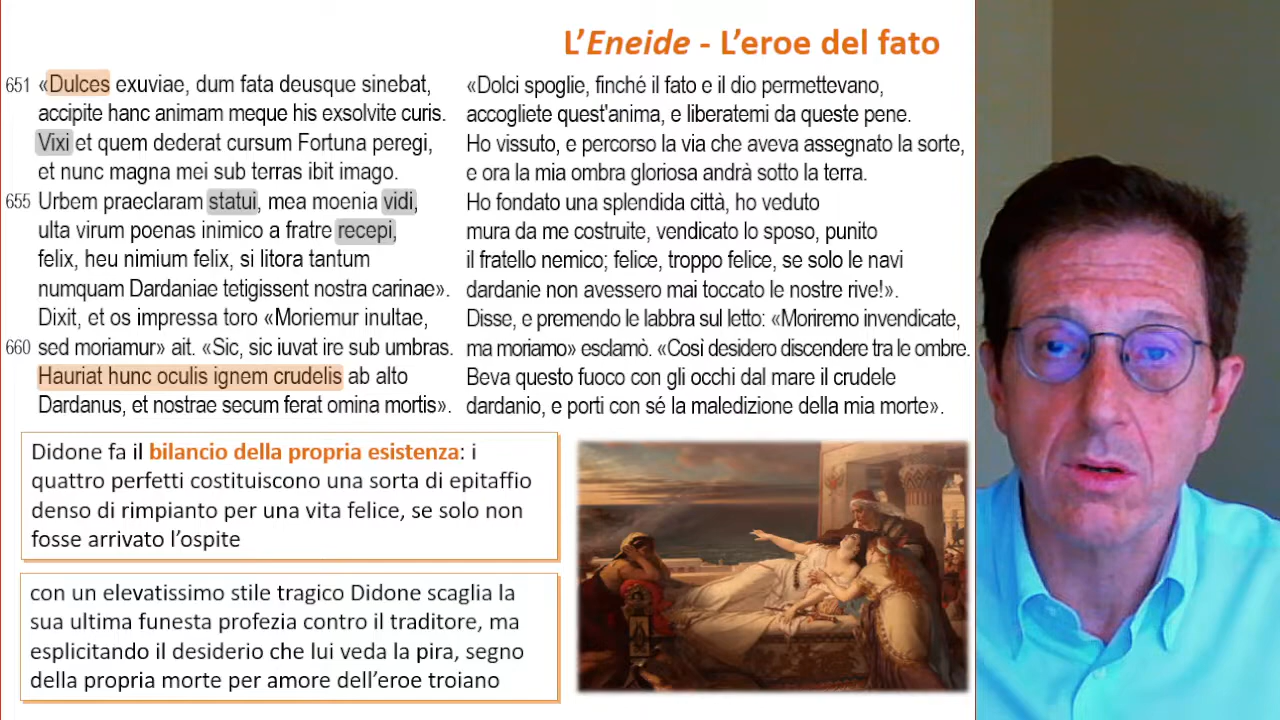 L'Eneide - L'eroe del fato
651 «Dulces exuviae, dum fata deusque sinebat,
accipite hanc animam meque his exsolvite curis.
Vixi et quem dederat cursum Fortuna peregi,
et nunc magna mei sub terras ibit imago.
655 Urbem praeclaram statui, mea moenia vidi,
ulta virum poenas inimico a fratre recepi,
felix, heu nimium felix, si litora tantum
numquam Dardaniae tetigissent nostra carinae».
Dixit, et os impressa toro «Moriemur inultae,
660 sed moriamur» ait. «Sic, sic iuvat ire sub umbras.
Hauriat hunc oculis ignem crudelis ab alto
Dardanus, et nostrae secum ferat omina mortis».
«Dolci spoglie, finché il fato e il dio permettevano,
accogliete quest'anima, e liberatemi da queste pene.
Ho vissuto, e percorso la via che aveva assegnato la sorte,
e ora la mia ombra gloriosa andrà sotto la terra.
Ho fondato una splendida città, ho veduto
mura da me costruite, vendicato lo sposo, punito
il fratello nemico; felice, troppo felice, se solo le navi
dardanie non avessero mai toccato le nostre rive!».
Disse, e premendo le labbra sul letto: «Moriremo invendicate,
ma moriamo» esclamò. «Così desidero discendere tra le ombre.
Beva questo fuoco con gli occhi dal mare il crudele
dardanio, e porti con sé la maledizione della mia morte».
Didone fa il bilancio della propria esistenza: i
quattro perfetti costituiscono una sorta di epitaffio
denso di rimpianto per una vita felice, se solo non
fosse arrivato l'ospite
con un elevatissimo stile tragico Didone scaglia la
sua ultima funesta profezia contro il traditore, ma
esplicitando il desiderio che lui veda la pira, segno
della propria morte per amore dell'eroe troiano